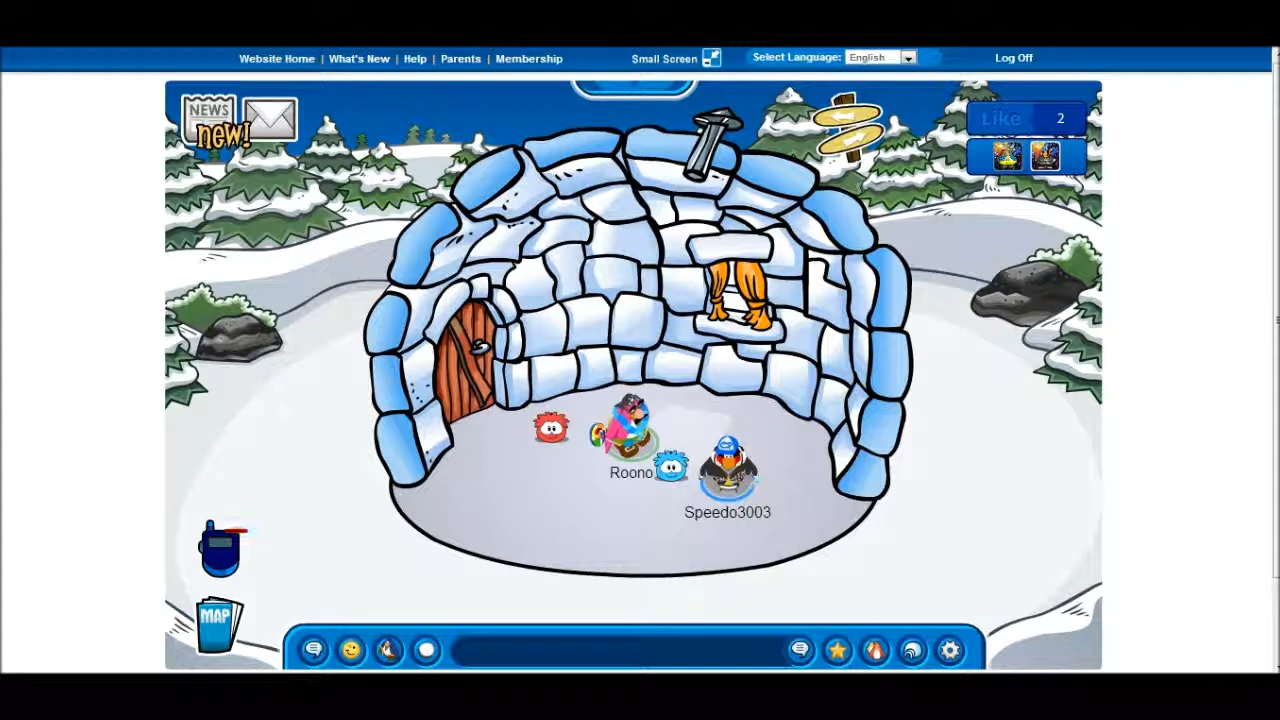 Website Home | What's New | Help | Parents | Membership
Small Screen
Select Language: English
Log Off
NEWS
new!
Like 2
Roono
Speedo3003
MAP